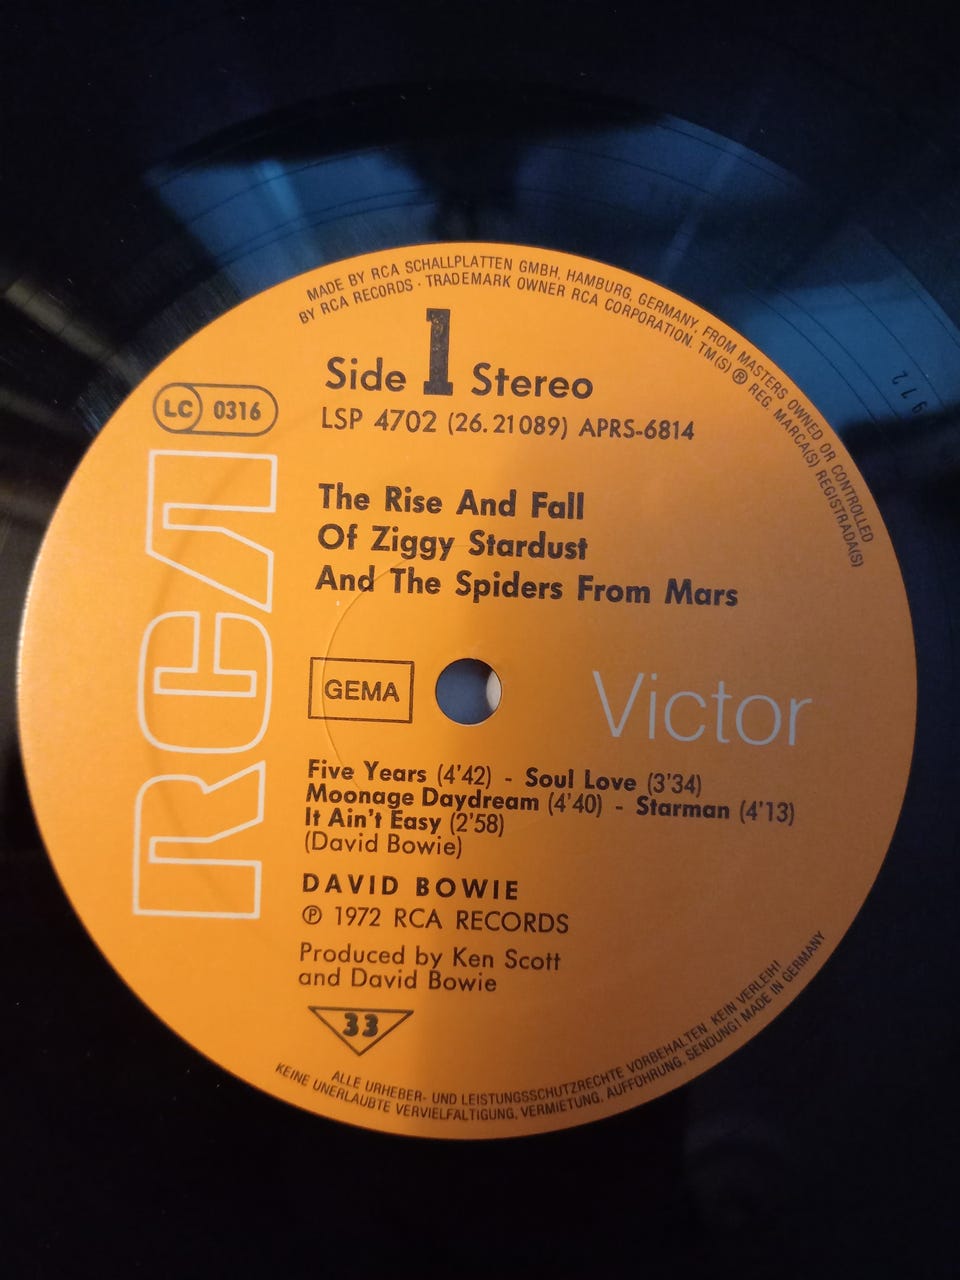 MADE BY RCA SCHALLPLATTEN GMBH, HAMBURG, GERMANY, FROM MASTERS OWNED OR CONTROLLED
BY RCA RECORDS · TRADEMARK OWNER RCA CORPORATION. TM(S) ® REG. MARCA(S) REGISTRADA(S)
Side 1 Stereo
LC 0316
LSP 4702 (26.21089) APRS-6814
RCA
The Rise And Fall
Of Ziggy Stardust
And The Spiders From Mars
GEMA
Victor
Five Years (4'42) - Soul Love (3'34)
Moonage Daydream (4'40) - Starman (4'13)
It Ain't Easy (2'58)
(David Bowie)
DAVID BOWIE
℗ 1972 RCA RECORDS
Produced by Ken Scott
and David Bowie
33
ALLE URHEBER- UND LEISTUNGSSCHUTZRECHTE VORBEHALTEN. KEIN VERLEIH!
KEINE UNERLAUBTE VERVIELFÄLTIGUNG, VERMIETUNG, AUFFÜHRUNG, SENDUNG! MADE IN GERMANY